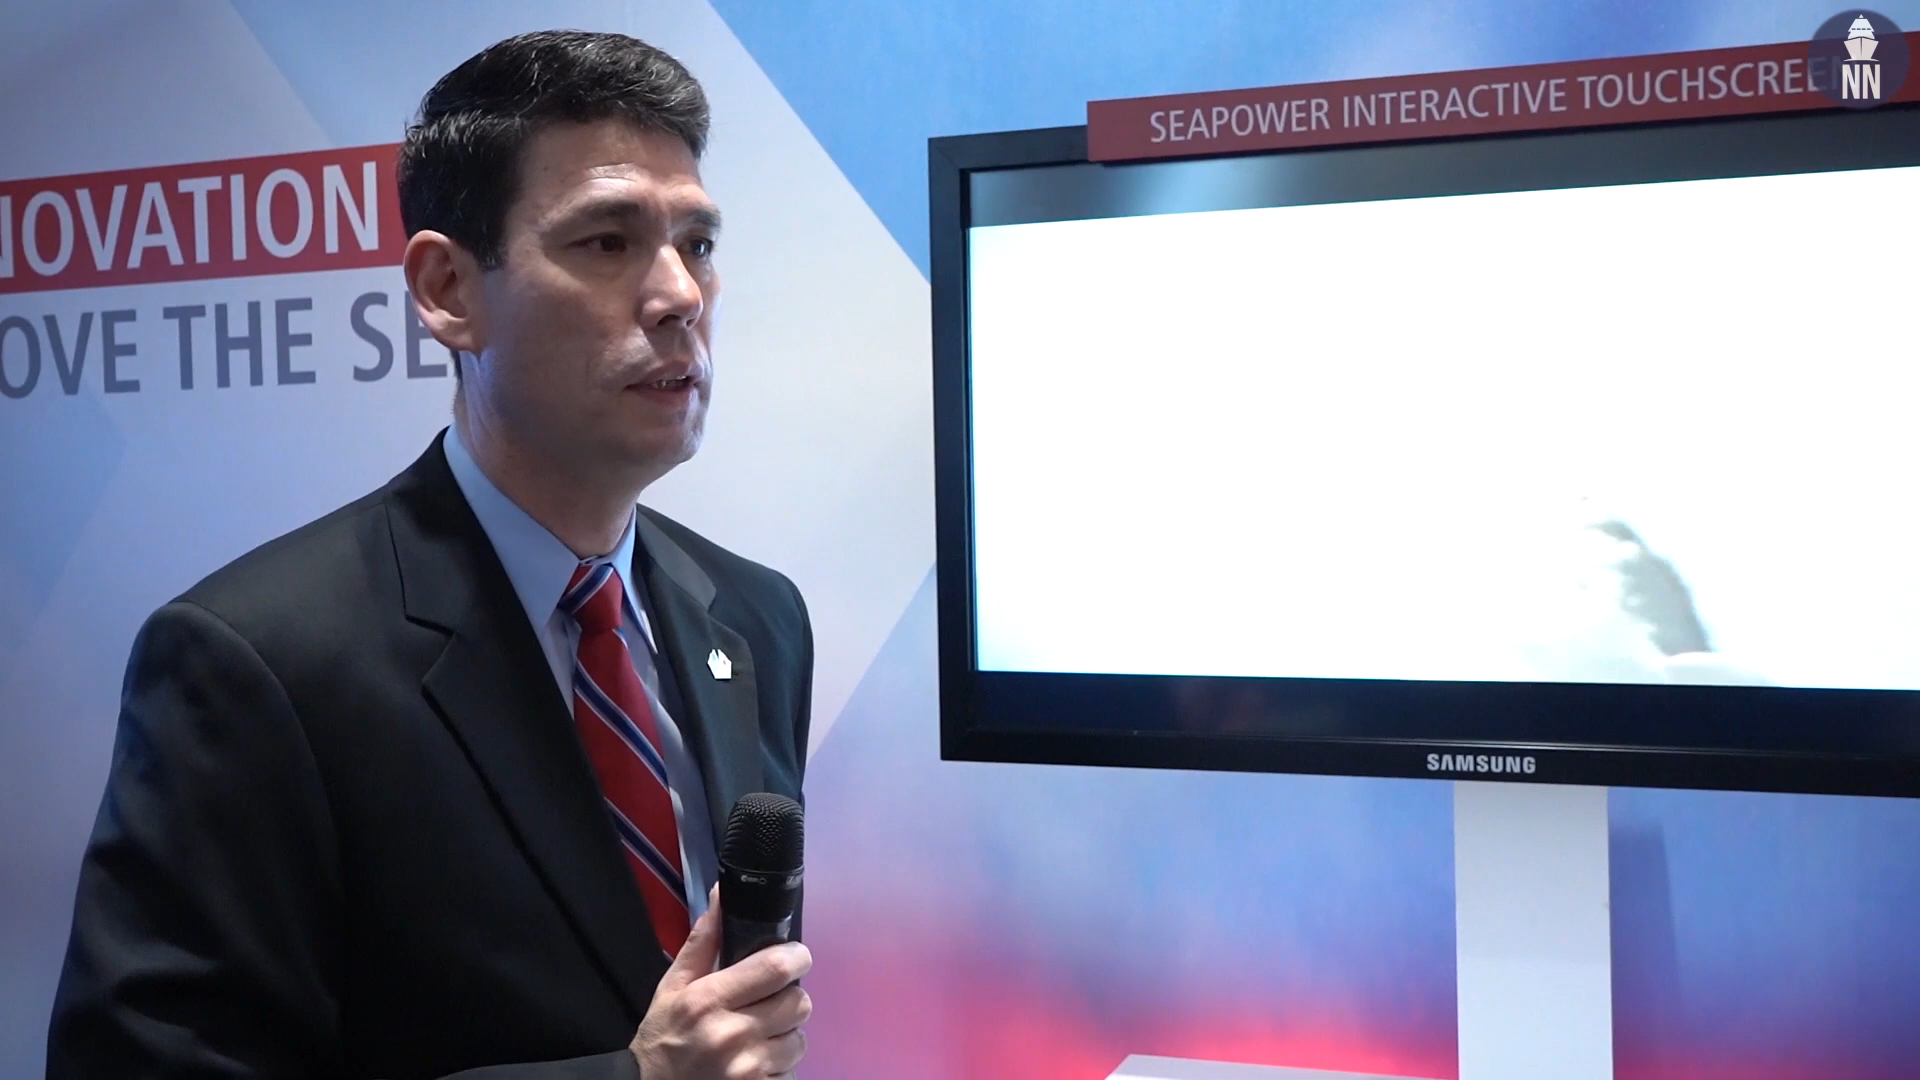 NOVATION
OVE THE SE
SEAPOWER INTERACTIVE TOUCHSCREE
NN
SAMSUNG